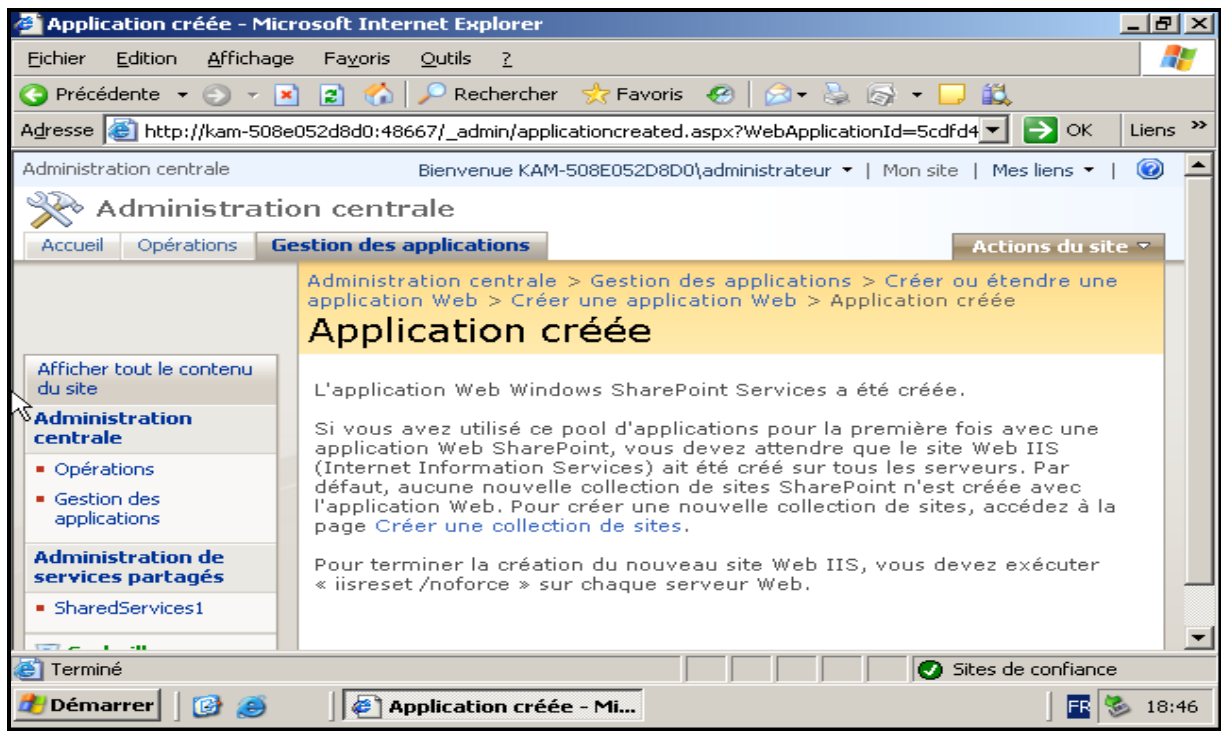 Application créée - Microsoft Internet Explorer
Fichier Edition Affichage Favoris Outils ?
Précédente Rechercher Favoris
Adresse http://kam-508e052d8d0:48667/_admin/applicationcreated.aspx?WebApplicationId=5cdfd4 OK Liens »
Administration centrale Bienvenue KAM-508E052D8D0\administrateur | Mon site | Mes liens |
Administration centrale
Accueil Opérations Gestion des applications Actions du site
Administration centrale > Gestion des applications > Créer ou étendre une
application Web > Créer une application Web > Application créée
Application créée
Afficher tout le contenu
du site
Administration
centrale
Opérations
Gestion des
applications
Administration de
services partagés
SharedServices1
L'application Web Windows SharePoint Services a été créée.
Si vous avez utilisé ce pool d'applications pour la première fois avec une
application Web SharePoint, vous devez attendre que le site Web IIS
(Internet Information Services) ait été créé sur tous les serveurs. Par
défaut, aucune nouvelle collection de sites SharePoint n'est créée avec
l'application Web. Pour créer une nouvelle collection de sites, accédez à la
page Créer une collection de sites.
Pour terminer la création du nouveau site Web IIS, vous devez exécuter
« iisreset /noforce » sur chaque serveur Web.
Terminé Sites de confiance
Démarrer Application créée - Mi... FR 18:46